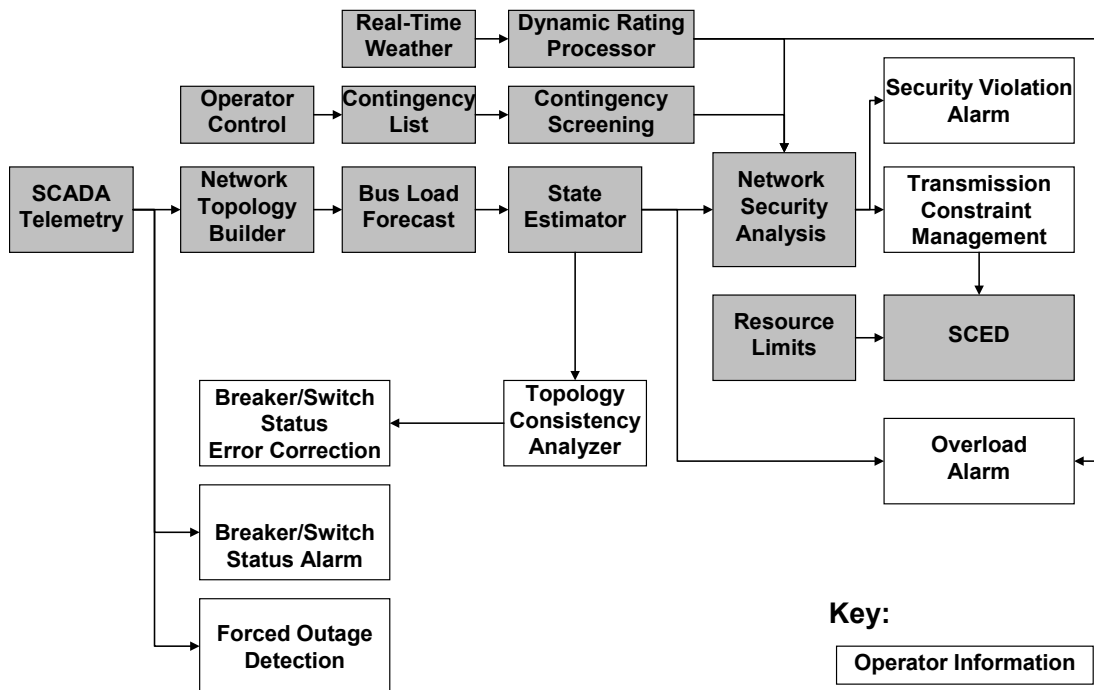 Real-Time
Weather
Dynamic Rating
Processor
Operator
Control
Contingency
List
Contingency
Screening
Security Violation
Alarm
SCADA
Telemetry
Network
Topology
Builder
Bus Load
Forecast
State
Estimator
Network
Security
Analysis
Transmission
Constraint
Management
Resource
Limits
SCED
Breaker/Switch
Status
Error Correction
Topology
Consistency
Analyzer
Overload
Alarm
Breaker/Switch
Status Alarm
Forced Outage
Detection
Key:
Operator Information